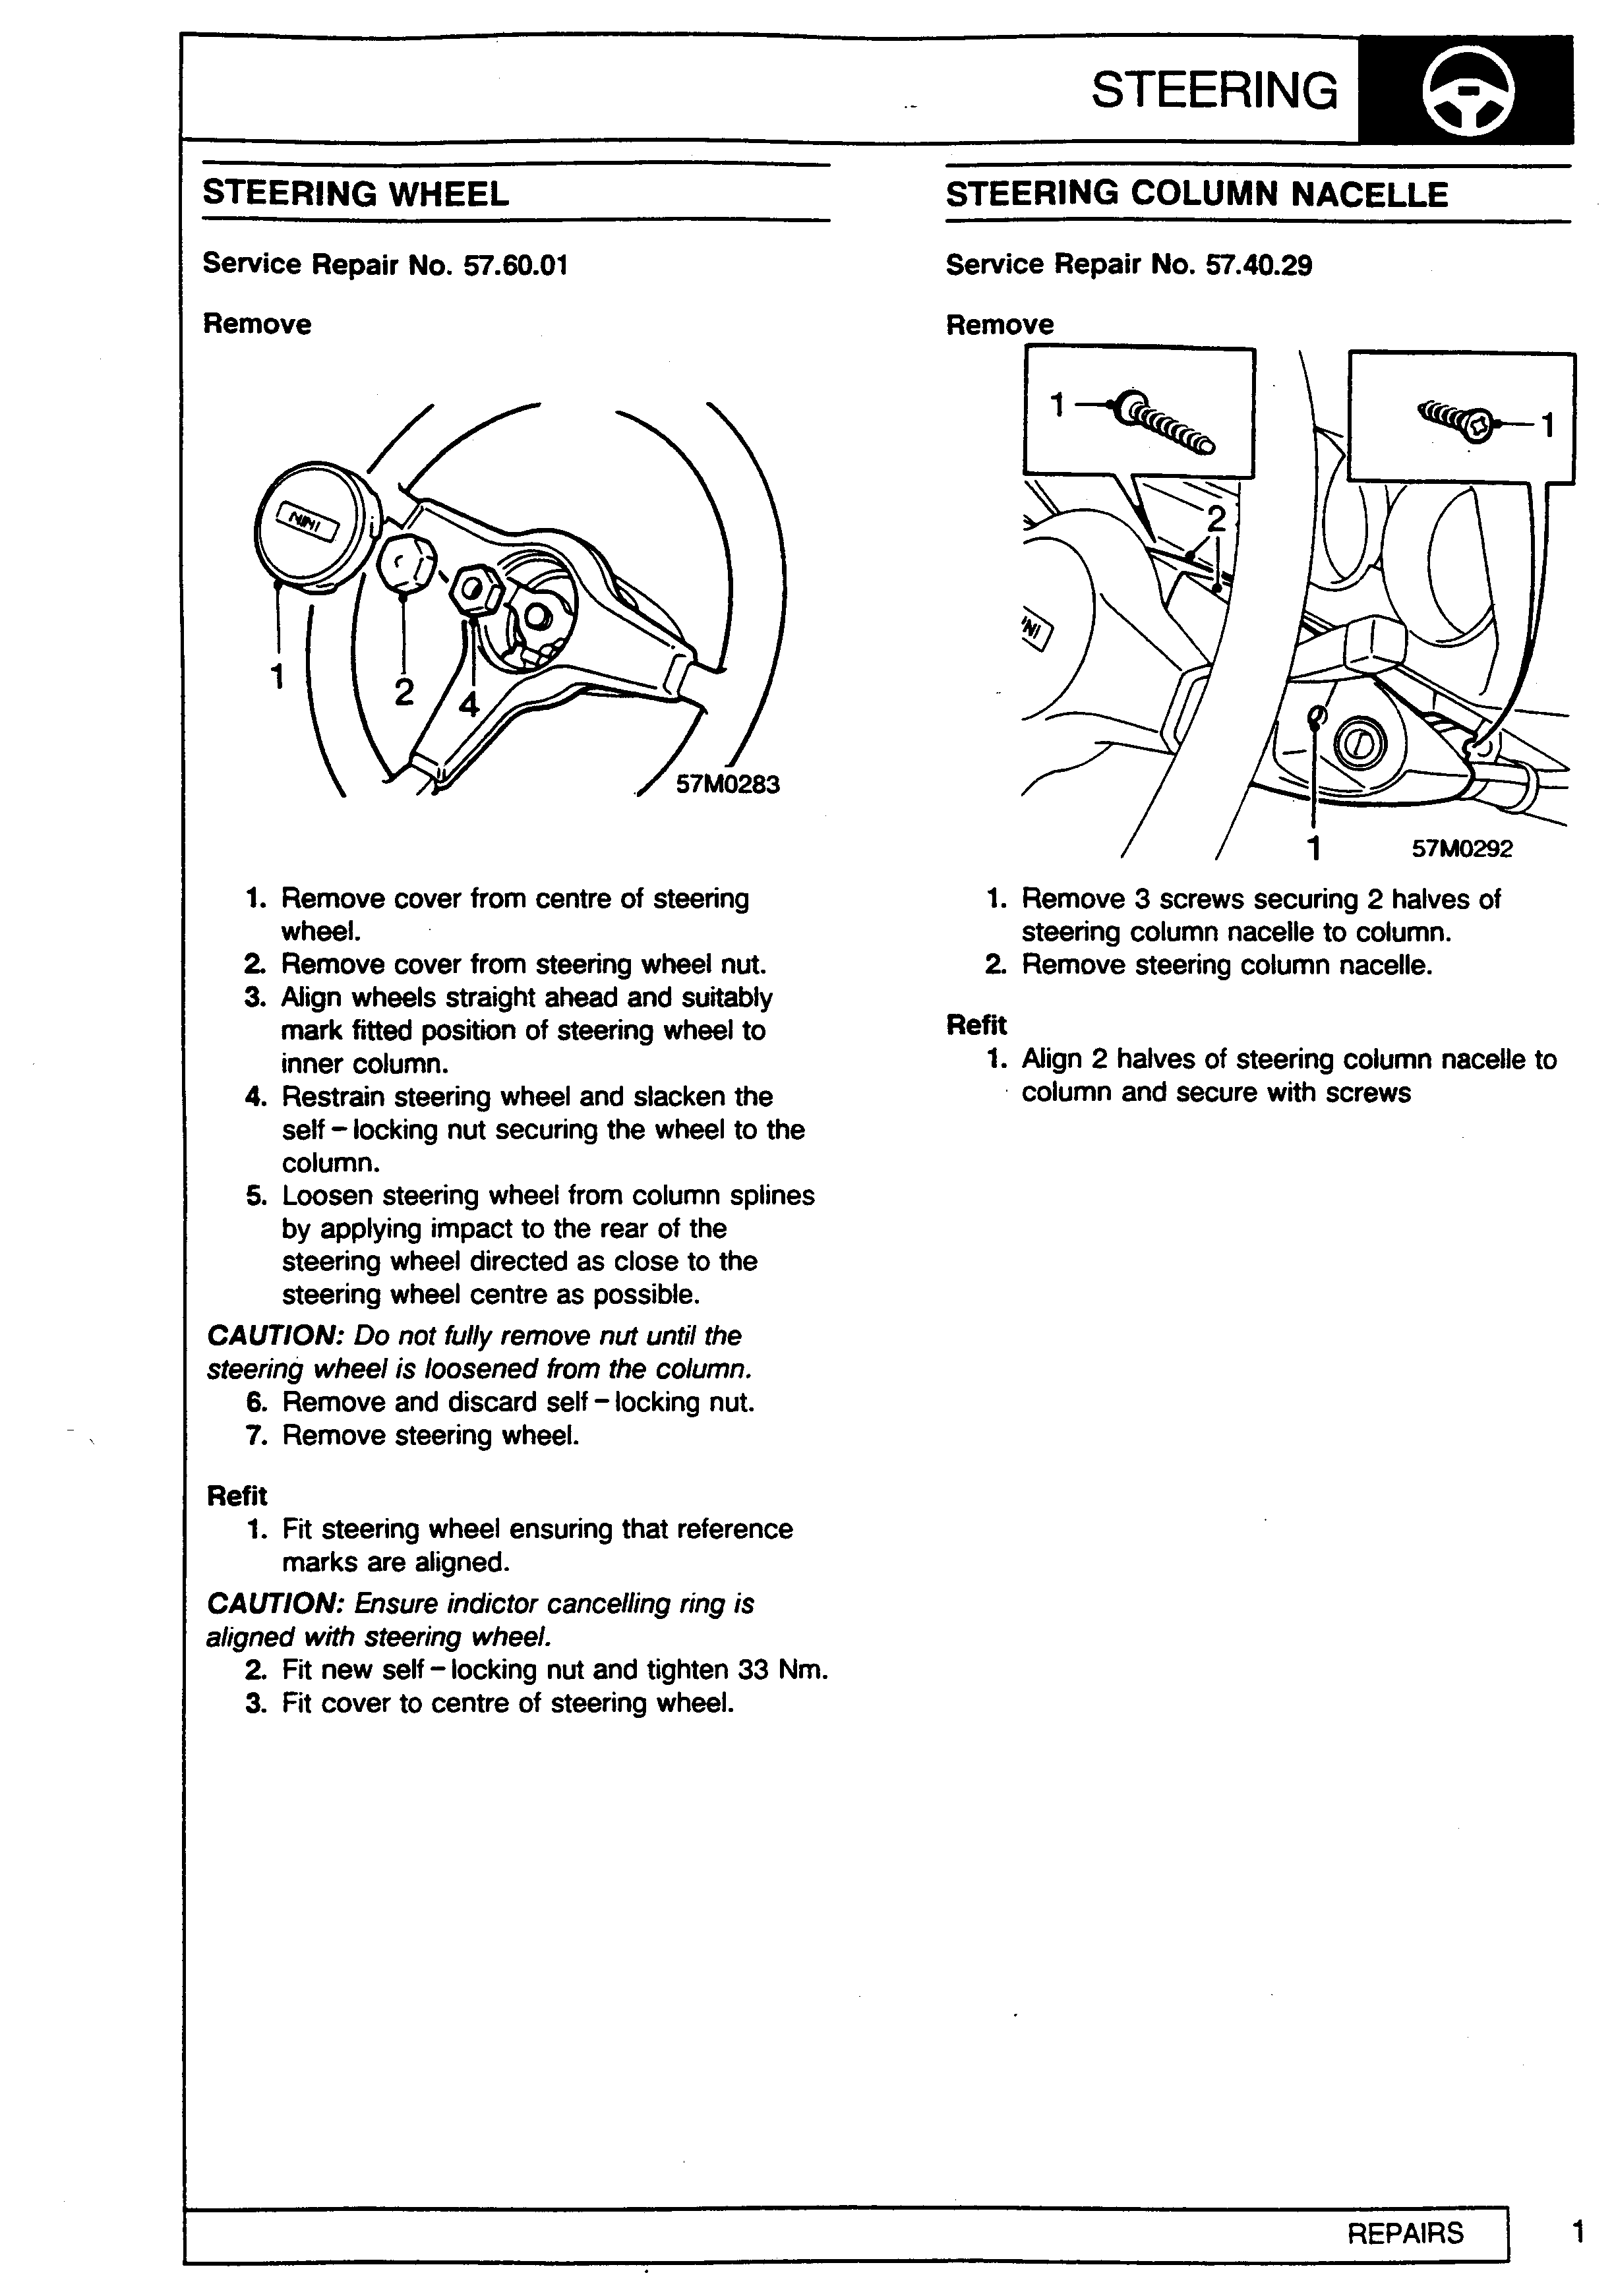 STEERING
STEERING WHEEL
Service Repair No. 57.60.01
Remove
MINI
1
2
4
57M0283
1. Remove cover from centre of steering
wheel.
2. Remove cover from steering wheel nut.
3. Align wheels straight ahead and suitably
mark fitted position of steering wheel to
inner column.
4. Restrain steering wheel and slacken the
self – locking nut securing the wheel to the
column.
5. Loosen steering wheel from column splines
by applying impact to the rear of the
steering wheel directed as close to the
steering wheel centre as possible.
CAUTION: Do not fully remove nut until the
steering wheel is loosened from the column.
6. Remove and discard self – locking nut.
7. Remove steering wheel.
Refit
1. Fit steering wheel ensuring that reference
marks are aligned.
CAUTION: Ensure indictor cancelling ring is
aligned with steering wheel.
2. Fit new self – locking nut and tighten 33 Nm.
3. Fit cover to centre of steering wheel.
STEERING COLUMN NACELLE
Service Repair No. 57.40.29
Remove
1
1
2
1
57M0292
1. Remove 3 screws securing 2 halves of
steering column nacelle to column.
2. Remove steering column nacelle.
Refit
1. Align 2 halves of steering column nacelle to
column and secure with screws
REPAIRS
1